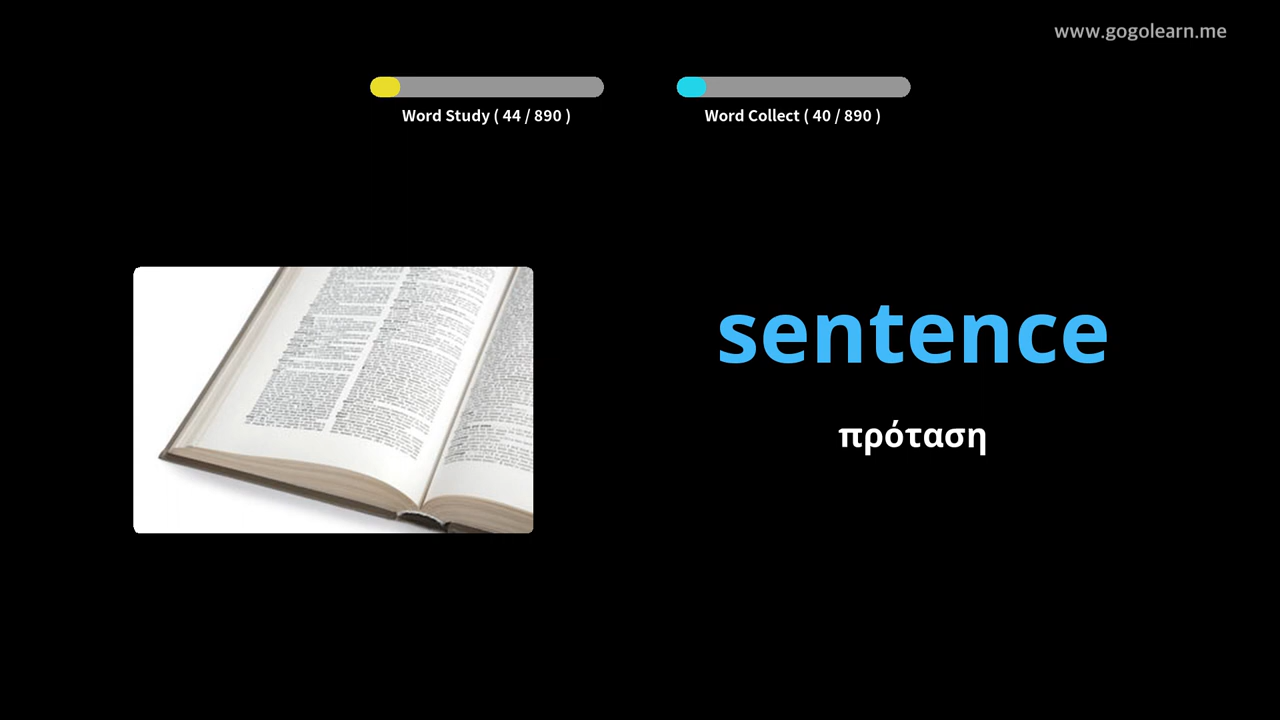 www.gogolearn.me
Word Study ( 44 / 890 )
Word Collect ( 40 / 890 )
sentence
πρόταση